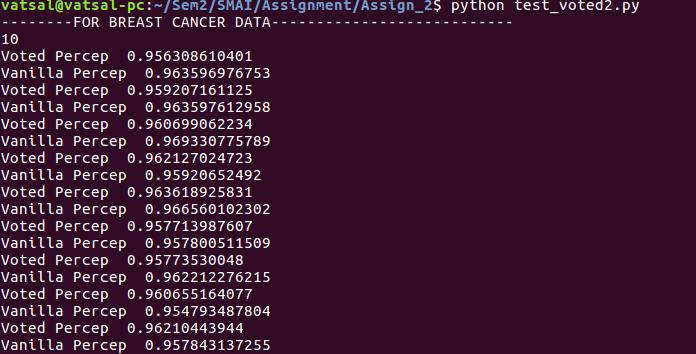 vatsal@vatsal-pc:~/Sem2/SMAI/Assignment/Assign_2$ python test_voted2.py
--------FOR BREAST CANCER DATA---------------------------
10
Voted Percep  0.956308610401
Vanilla Percep  0.963596976753
Voted Percep  0.959207161125
Vanilla Percep  0.963597612958
Voted Percep  0.960699062234
Vanilla Percep  0.969330775789
Voted Percep  0.962127024723
Vanilla Percep  0.95920652492
Voted Percep  0.963618925831
Vanilla Percep  0.966560102302
Voted Percep  0.957713987607
Vanilla Percep  0.957800511509
Voted Percep  0.95773530048
Vanilla Percep  0.962212276215
Voted Percep  0.960655164077
Vanilla Percep  0.954793487804
Voted Percep  0.96210443944
Vanilla Percep  0.957843137255